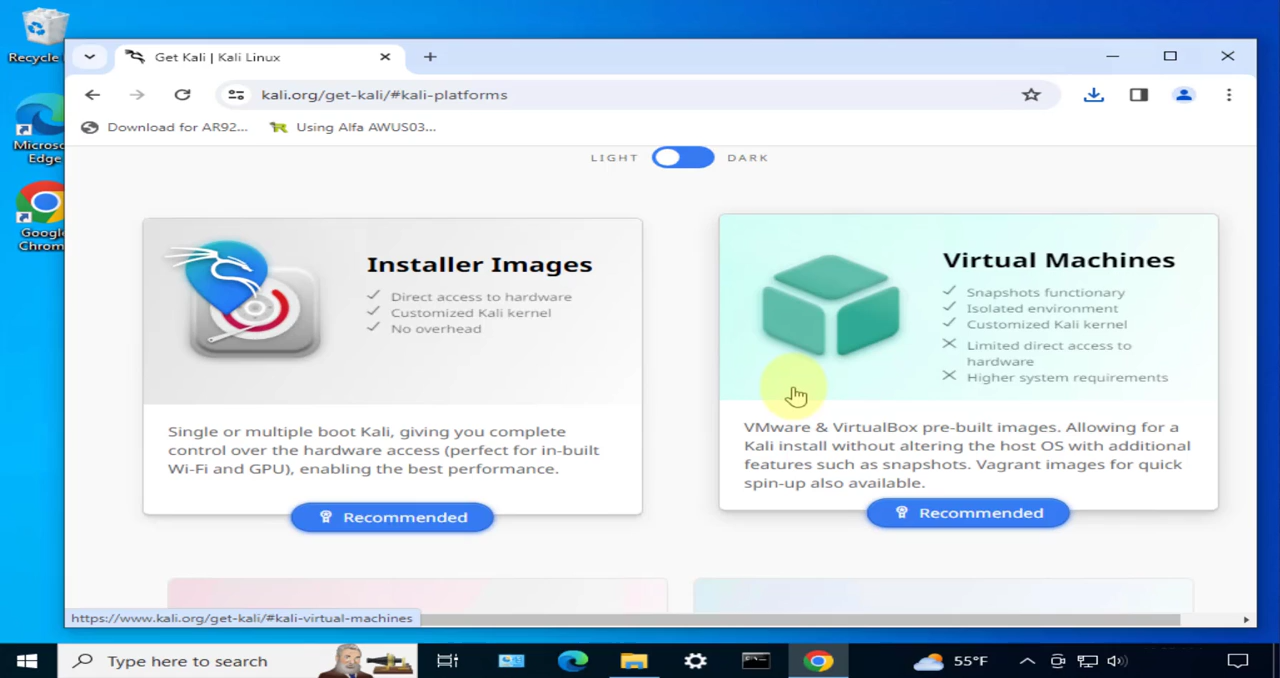 Recycle
Get Kali | Kali Linux
kali.org/get-kali/#kali-platforms
Download for AR92...
Using Alfa AWUS03...
Microso
Edge
Google
Chrom
LIGHT
DARK
Installer Images
Direct access to hardware
Customized Kali kernel
No overhead
Single or multiple boot Kali, giving you complete
control over the hardware access (perfect for in-built
Wi-Fi and GPU), enabling the best performance.
Recommended
Virtual Machines
Snapshots functionary
Isolated environment
Customized Kali kernel
Limited direct access to
hardware
Higher system requirements
VMware & VirtualBox pre-built images. Allowing for a
Kali install without altering the host OS with additional
features such as snapshots. Vagrant images for quick
spin-up also available.
Recommended
https://www.kali.org/get-kali/#kali-virtual-machines
Type here to search
55°F